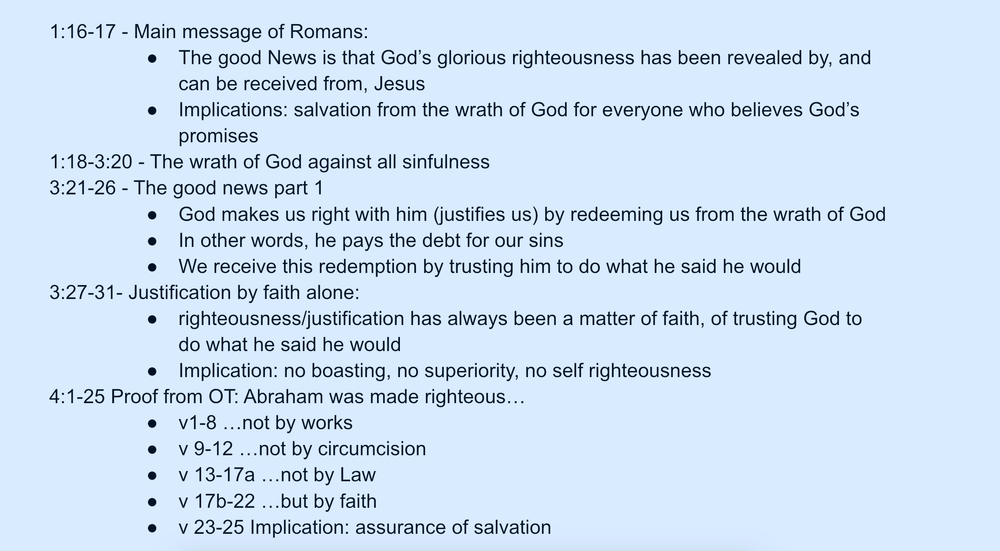 1:16-17 - Main message of Romans:
● The good News is that God’s glorious righteousness has been revealed by, and
can be received from, Jesus
● Implications: salvation from the wrath of God for everyone who believes God’s
promises
1:18-3:20 - The wrath of God against all sinfulness
3:21-26 - The good news part 1
● God makes us right with him (justifies us) by redeeming us from the wrath of God
● In other words, he pays the debt for our sins
● We receive this redemption by trusting him to do what he said he would
3:27-31- Justification by faith alone:
● righteousness/justification has always been a matter of faith, of trusting God to
do what he said he would
● Implication: no boasting, no superiority, no self righteousness
4:1-25 Proof from OT: Abraham was made righteous…
● v1-8 …not by works
● v 9-12 …not by circumcision
● v 13-17a …not by Law
● v 17b-22 …but by faith
● v 23-25 Implication: assurance of salvation